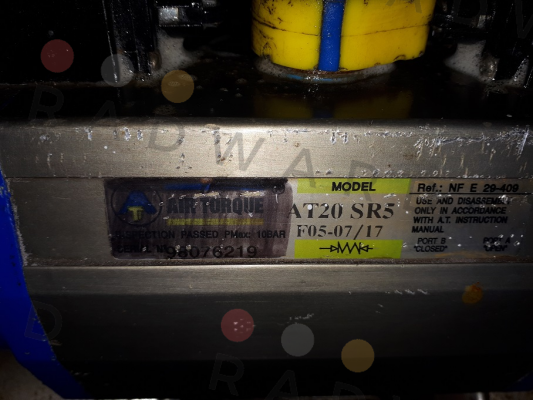 AIR TORQUE
INSPECTION PASSED PMax: 10BAR
98076219
MODEL
AT20 SR5
F05-07/17
Ref.: NF E 29-409
USE AND DISASSEMBLY
ONLY IN ACCORDANCE
WITH A.T. INSTRUCTION
MANUAL
PORT B
"CLOSED"
RADWAR